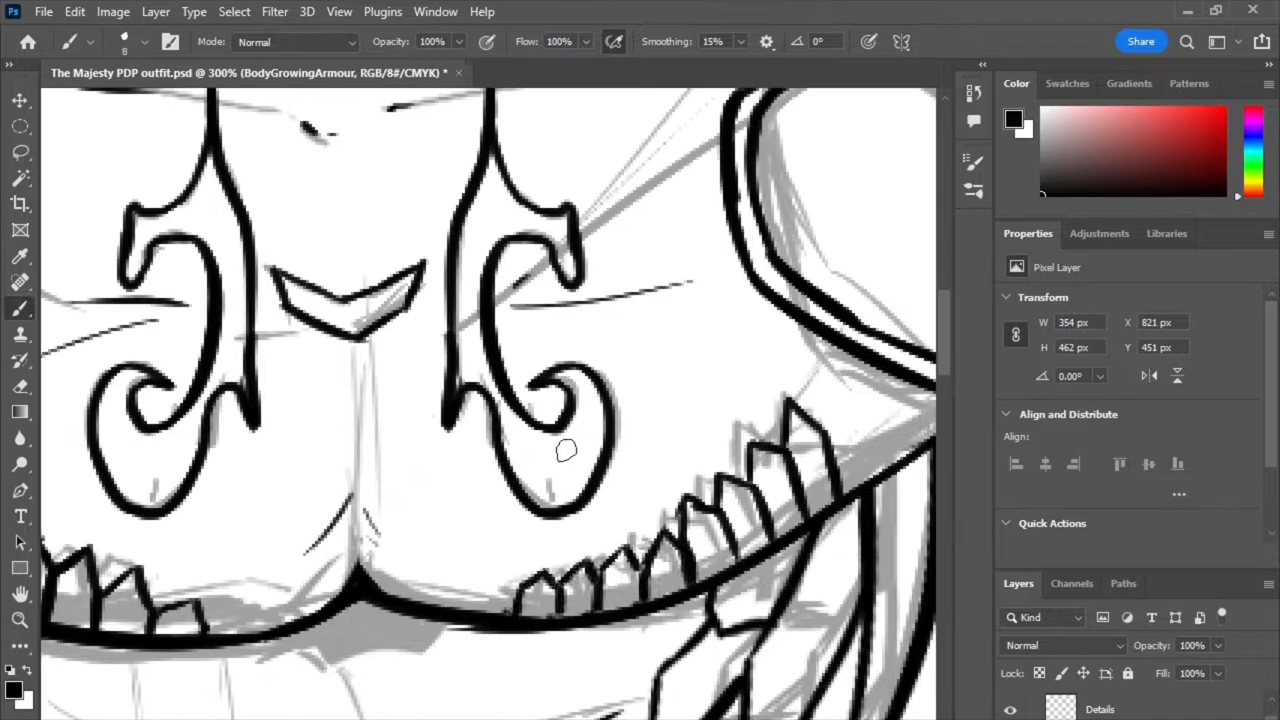 Ps File Edit Image Layer Type Select Filter 3D View Plugins Window Help
8 Mode: Normal Opacity: 100% Flow: 100% Smoothing: 15% 0° Share
The Majesty PDP outfit.psd @ 300% (BodyGrowingArmour, RGB/8#/CMYK) *
Color Swatches Gradients Patterns
Properties Adjustments Libraries
Pixel Layer
Transform
W 354 px X 821 px
H 462 px Y 451 px
0.00°
Align and Distribute
Align:
Quick Actions
Layers Channels Paths
Kind
Normal Opacity: 100%
Lock: Fill: 100%
Details